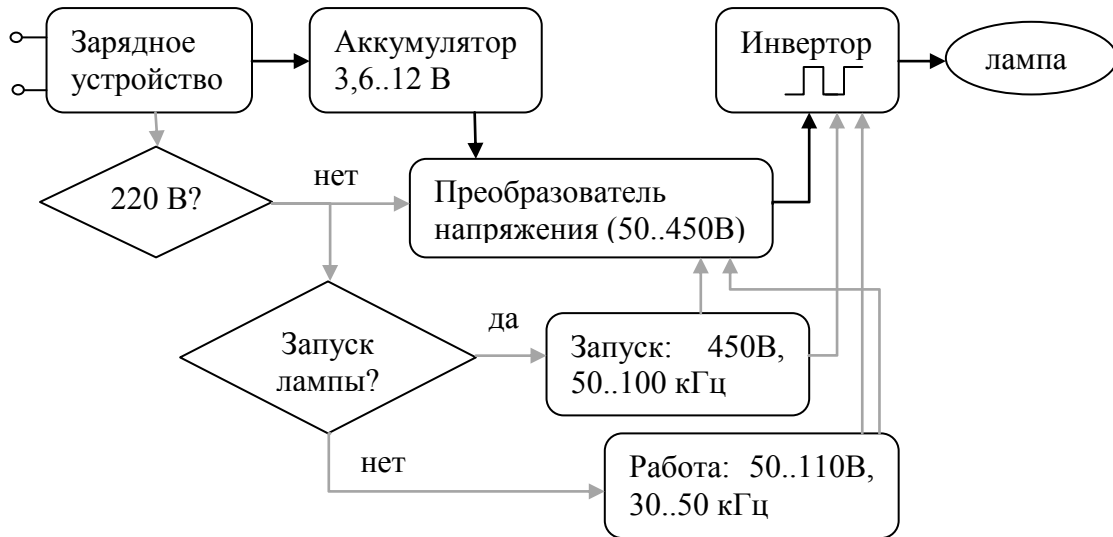 Зарядное
устройство
Аккумулятор
3,6..12 В
Инвертор
лампа
220 В?
нет
Преобразователь
напряжения (50..450В)
Запуск
лампы?
да
Запуск: 450В,
50..100 кГц
нет
Работа: 50..110В,
30..50 кГц